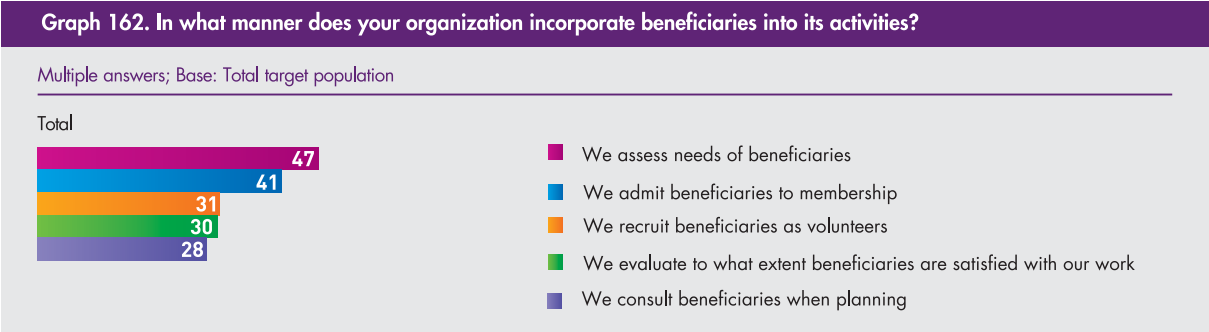 Graph 162. In what manner does your organization incorporate beneficiaries into its activities?
Multiple answers; Base: Total target population
Total
47
41
31
30
28
We assess needs of beneficiaries
We admit beneficiaries to membership
We recruit beneficiaries as volunteers
We evaluate to what extent beneficiaries are satisfied with our work
We consult beneficiaries when planning